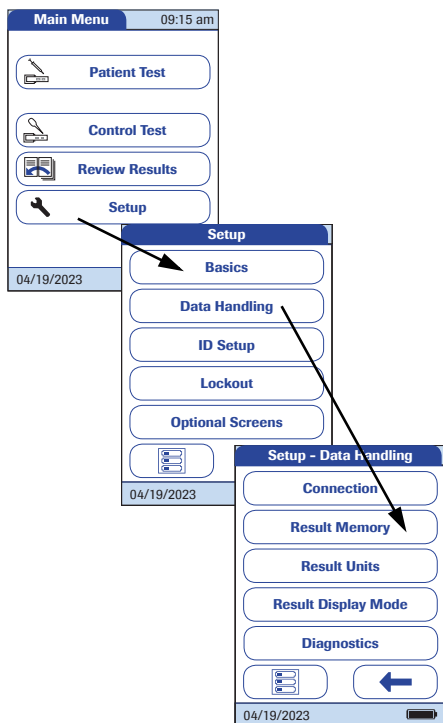 Main Menu 09:15 am
Patient Test
Control Test
Review Results
Setup
04/19/2023
Setup
Basics
Data Handling
ID Setup
Lockout
Optional Screens
04/19/2023
Setup - Data Handling
Connection
Result Memory
Result Units
Result Display Mode
Diagnostics
04/19/2023